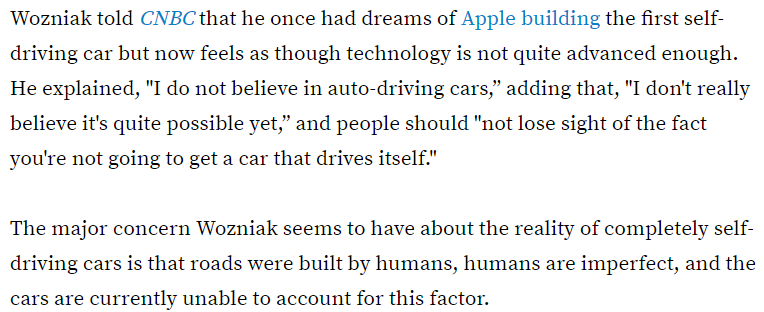 Wozniak told CNBC that he once had dreams of Apple building the first self-
driving car but now feels as though technology is not quite advanced enough.
He explained, "I do not believe in auto-driving cars,” adding that, "I don't really
believe it's quite possible yet,” and people should "not lose sight of the fact
you're not going to get a car that drives itself."
The major concern Wozniak seems to have about the reality of completely self-
driving cars is that roads were built by humans, humans are imperfect, and the
cars are currently unable to account for this factor.